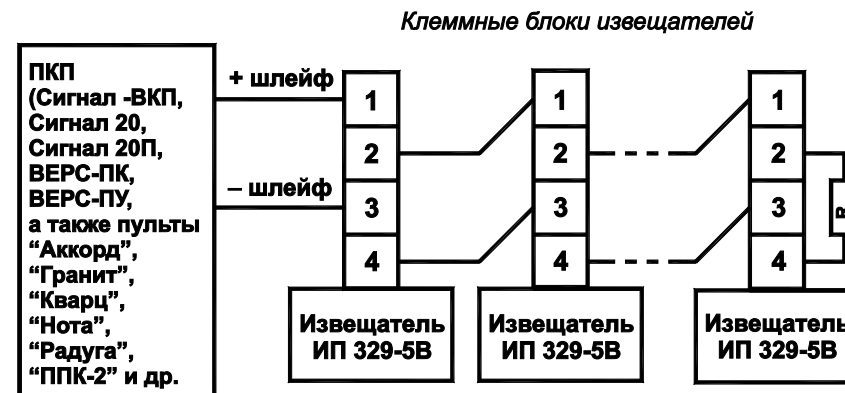 Клеммные блоки извещателей
ПКП
(Сигнал -ВКП,
Сигнал 20,
Сигнал 20П,
ВЕРС-ПК,
ВЕРС-ПУ,
а также пульты
“Аккорд”,
“Гранит”,
“Кварц”,
“Нота”,
“Радуга”,
“ППК-2” и др.
+ шлейф
– шлейф
1
2
3
4
Извещатель
ИП 329-5В
1
2
3
4
Извещатель
ИП 329-5В
1
2
3
4
Извещатель
ИП 329-5В